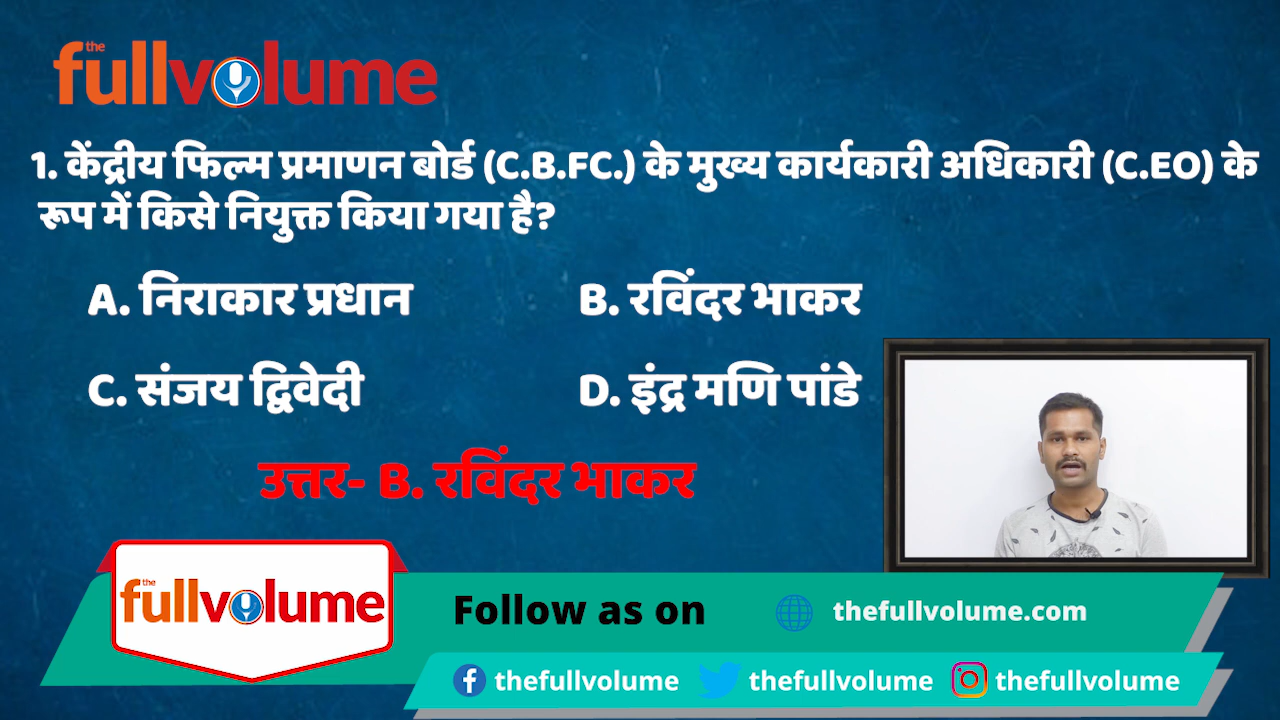 the
fullvolume
1. केंद्रीय फिल्म प्रमाणन बोर्ड (C.B.FC.) के मुख्य कार्यकारी अधिकारी (C.EO) के
रूप में किसे नियुक्त किया गया है?
A. निराकार प्रधान
B. रविंदर भाकर
C. संजय द्विवेदी
D. इंद्र मणि पांडे
उत्तर- B. रविंदर भाकर
the
fullvolume
Follow as on
thefullvolume.com
thefullvolume
thefullvolume
thefullvolume